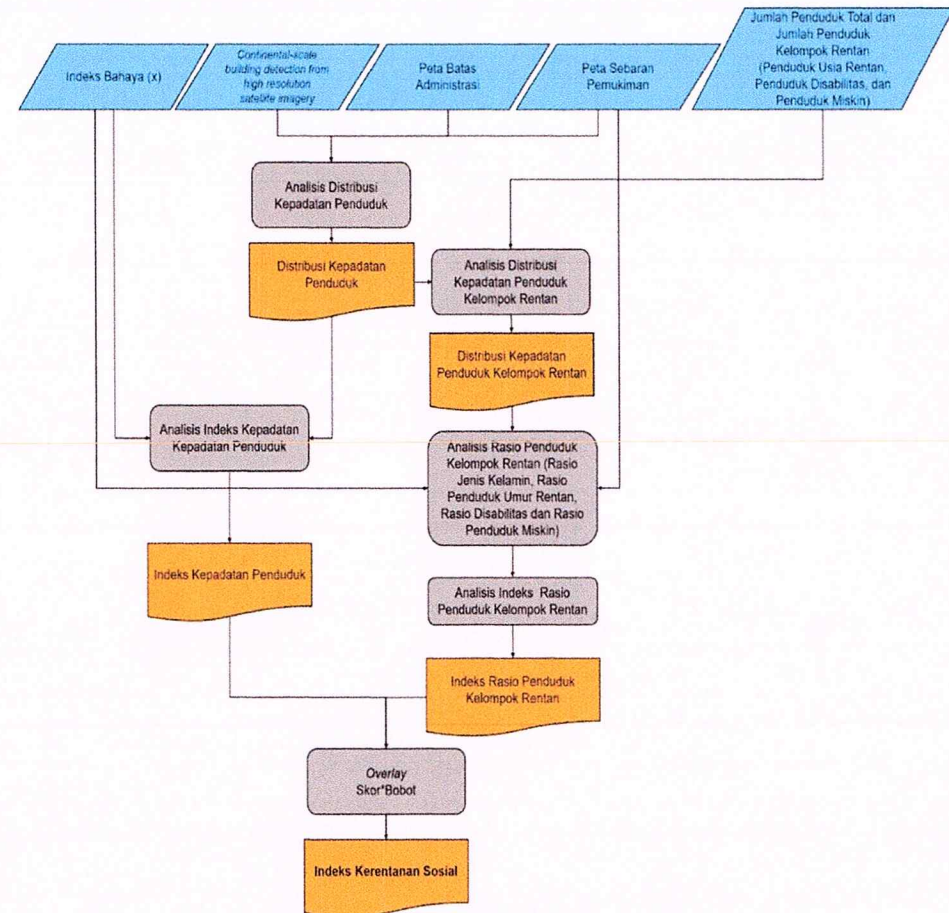 Indeks Bahaya (x)
Continental-scale
building detection from
high resolution
satellite imagery
Peta Batas
Administrasi
Peta Sebaran
Pemukiman
Jumlah Penduduk Total dan
Jumlah Penduduk
Kelompok Rentan
(Penduduk Usia Rentan,
Penduduk Disabilitas, dan
Penduduk Miskin)
Analisis Distribusi
Kepadatan Penduduk
Distribusi Kepadatan
Penduduk
Analisis Distribusi
Kepadatan Penduduk
Kelompok Rentan
Distribusi Kepadatan
Penduduk Kelompok Rentan
Analisis Indeks Kepadatan
Kepadatan Penduduk
Analisis Rasio Penduduk
Kelompok Rentan (Rasio
Jenis Kelamin, Rasio
Penduduk Umur Rentan,
Rasio Disabilitas dan Rasio
Penduduk Miskin)
Indeks Kepadatan Penduduk
Analisis Indeks Rasio
Penduduk Kelompok Rentan
Indeks Rasio Penduduk
Kelompok Rentan
Overlay
Skor*Bobot
Indeks Kerentanan Sosial